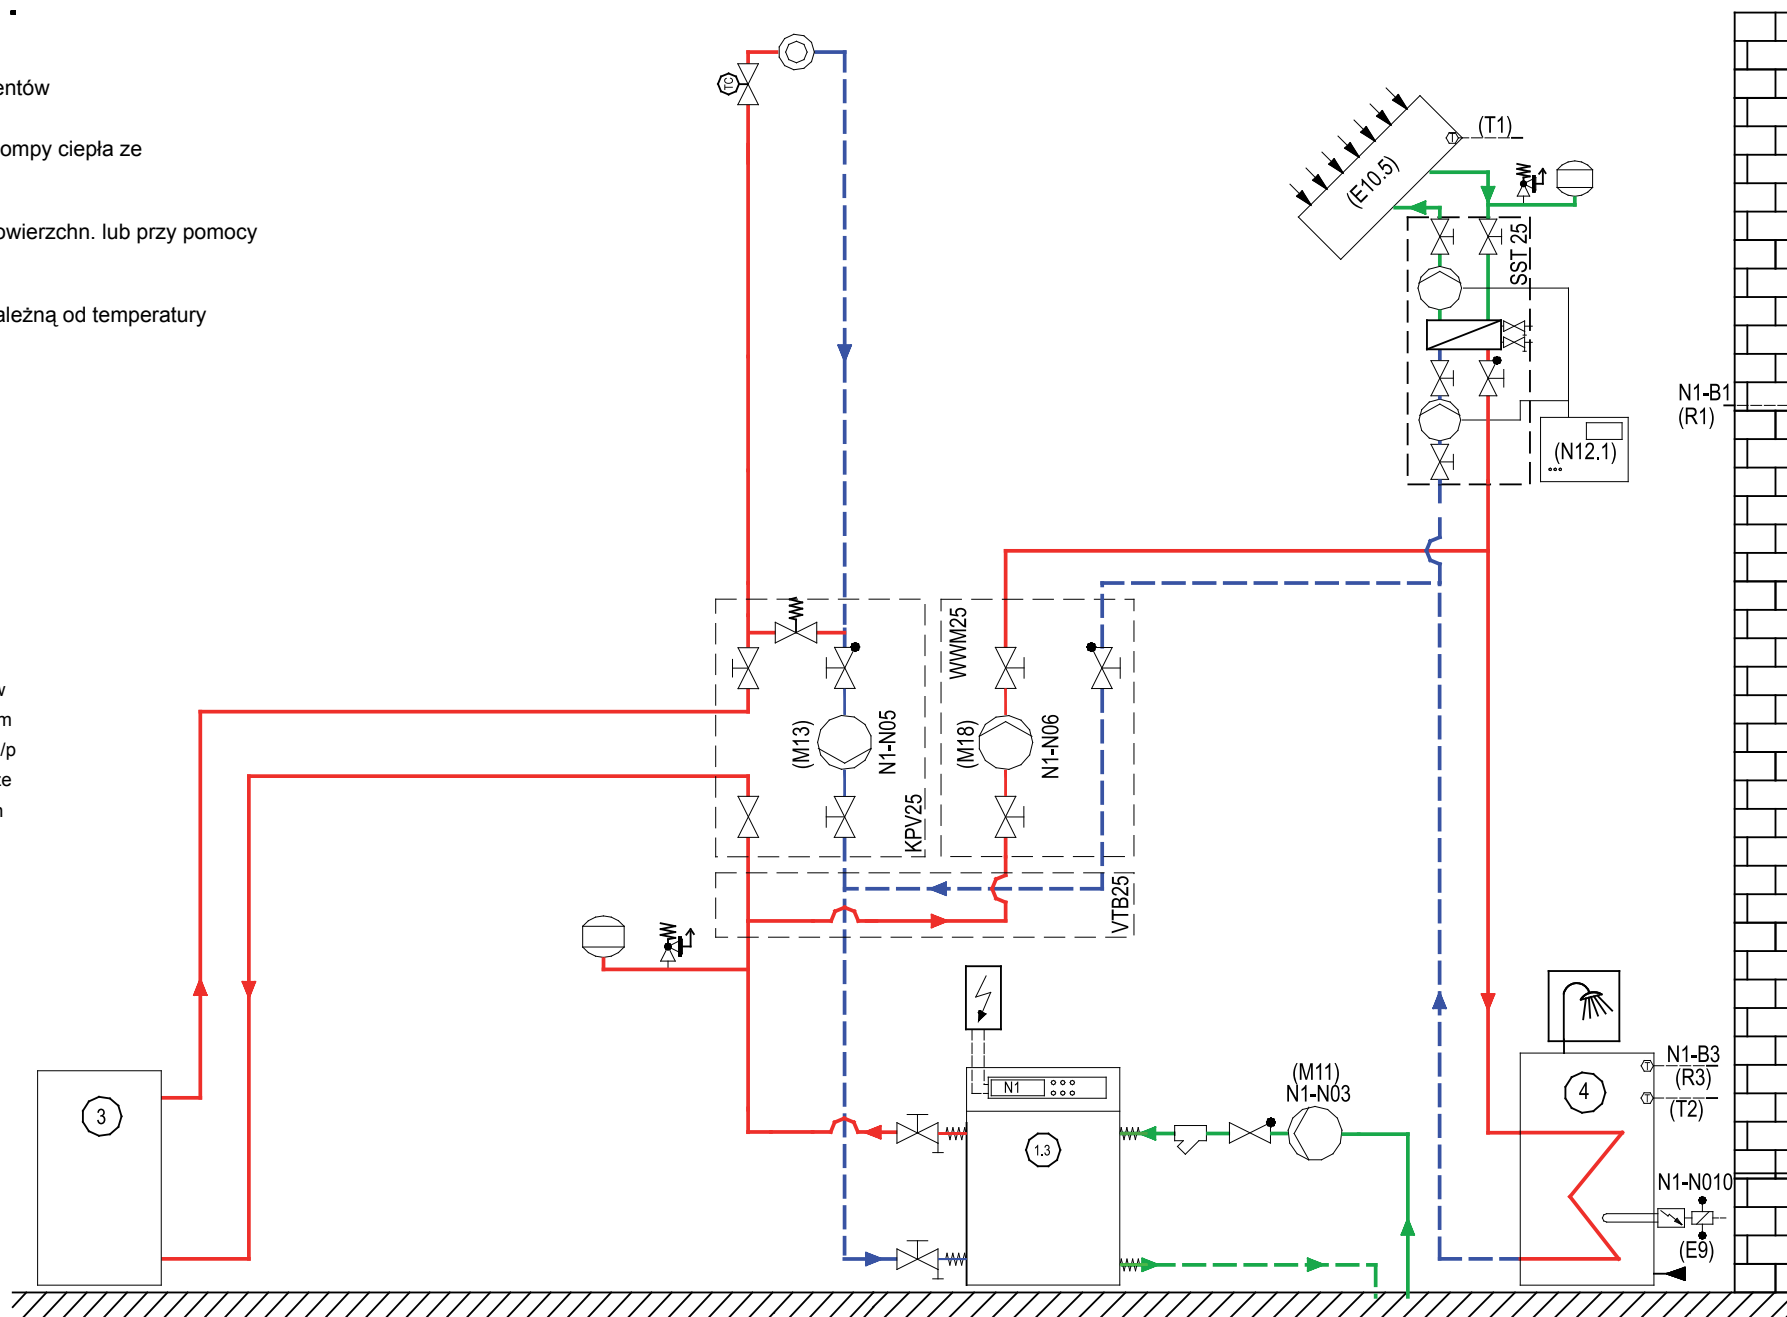 entów
ompy ciepła ze
owierzchn. lub przy pomocy
ależną od temperatury
w
m
/p
te
n
TC
(T1)
(E10.5)
SST 25
N1-B1
(R1)
(N12.1)
WWM25
(M13)
N1-N05
(M18)
N1-N06
KPV25
VTB25
N1
1.3
(M11)
N1-N03
3
4
N1-B3
(R3)
(T2)
N1-N010
(E9)
T
T
T